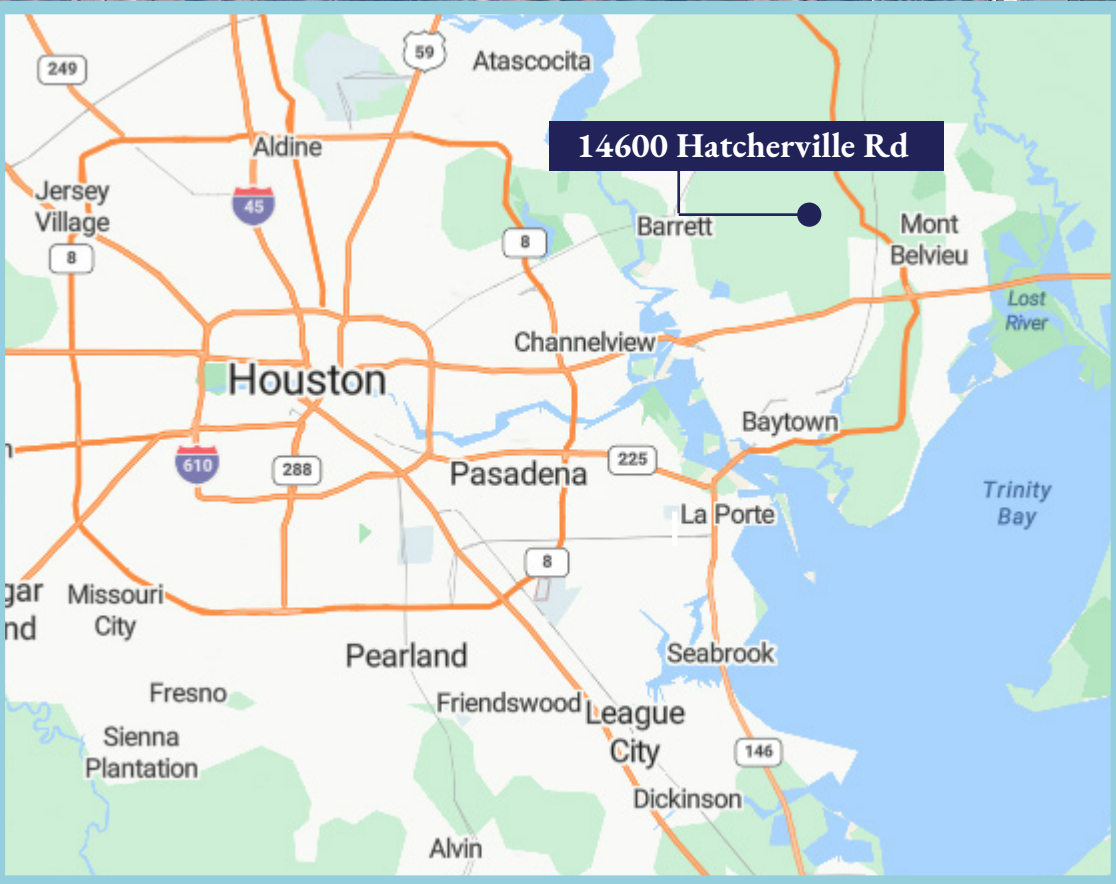 59
Atascocita
249
14600 Hatcherville Rd
Aldine
Jersey
Village
45
Barrett
Mont
Belvieu
8
8
Lost
River
Channelview
Houston
Baytown
225
610
288
Pasadena
Trinity
Bay
La Porte
8
gar
nd
Missouri
City
Pearland
Seabrook
Fresno
Friendswood
League
City
Sienna
Plantation
146
Dickinson
Alvin